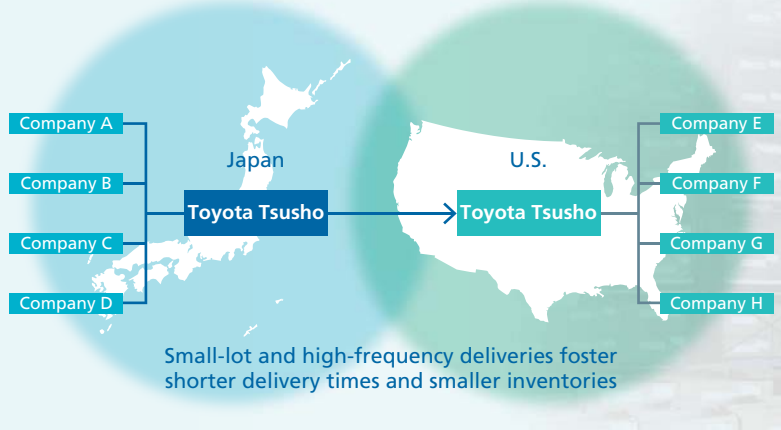 Company A
Company B
Company C
Company D
Japan
Toyota Tsusho
U.S.
Toyota Tsusho
Company E
Company F
Company G
Company H
Small-lot and high-frequency deliveries foster
shorter delivery times and smaller inventories